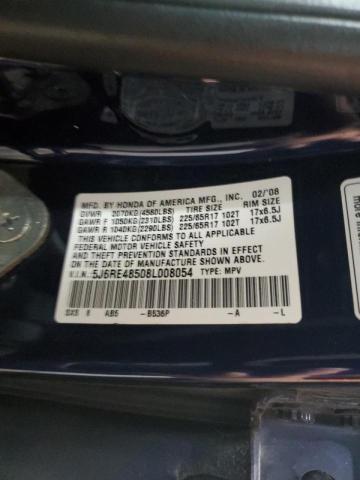 MFD. BY HONDA OF AMERICA MFG., INC. 02/'08
GVWR 2070KG(4560LBS) TIRE SIZE RIM SIZE
GAWR F 1050KG(2310LBS) 225/65R17 102T 17x6.5J
GAWR R 1040KG(2290LBS) 225/65R17 102T 17x6.5J
THIS VEHICLE CONFORMS TO ALL APPLICABLE
FEDERAL MOTOR VEHICLE SAFETY
AND THEFT PREVENTION STANDARDS IN EFFECT
ON THE DATE OF MANUFACTURE SHOWN ABOVE.
V.I.N.:5J6RE48508L008054 TYPE: MPV
SXS 8 AB5 -B536P -A -L